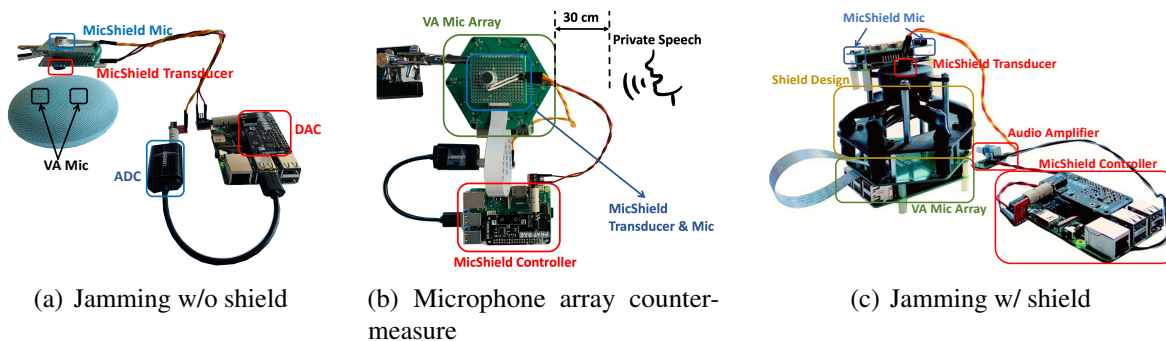 MicShield Mic
MicShield Transducer
VA Mic
ADC
DAC
(a) Jamming w/o shield
VA Mic Array
30 cm
Private Speech
MicShield
Transducer & Mic
MicShield Controller
(b) Microphone array counter-
measure
MicShield Mic
MicShield Transducer
Shield Design
Audio Amplifier
MicShield Controller
VA Mic Array
(c) Jamming w/ shield